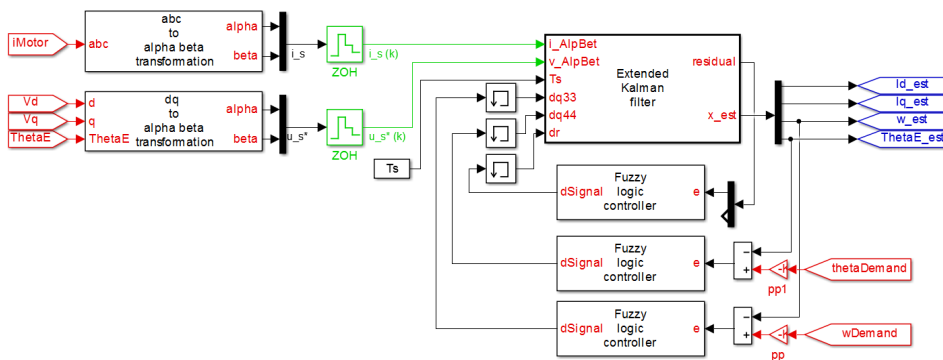 abc
to
alpha beta
transformation
iMotor
abc
alpha
beta
i_s
ZOH
i_s (k)
dq
to
alpha beta
transformation
Vd
Vq
ThetaE
d
q
ThetaE
alpha
beta
u_s*
ZOH
u_s* (k)
Ts
i_AlpBet
v_AlpBet
Ts
dq33
dq44
dr
Extended
Kalman
filter
residual
x_est
Id_est
Iq_est
w_est
ThetaE_est
dSignal
Fuzzy
logic
controller
e
dSignal
Fuzzy
logic
controller
e
−
+
pp1
thetaDemand
dSignal
Fuzzy
logic
controller
e
−
+
pp
wDemand